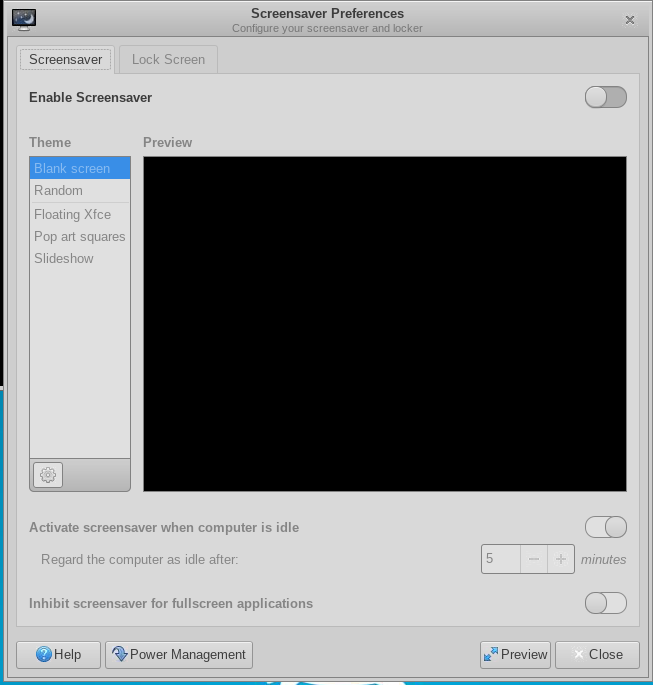 Screensaver Preferences
Configure your screensaver and locker
Screensaver
Lock Screen
Enable Screensaver
Theme
Preview
Blank screen
Random
Floating Xfce
Pop art squares
Slideshow
Activate screensaver when computer is idle
Regard the computer as idle after:
5
minutes
Inhibit screensaver for fullscreen applications
Help
Power Management
Preview
Close